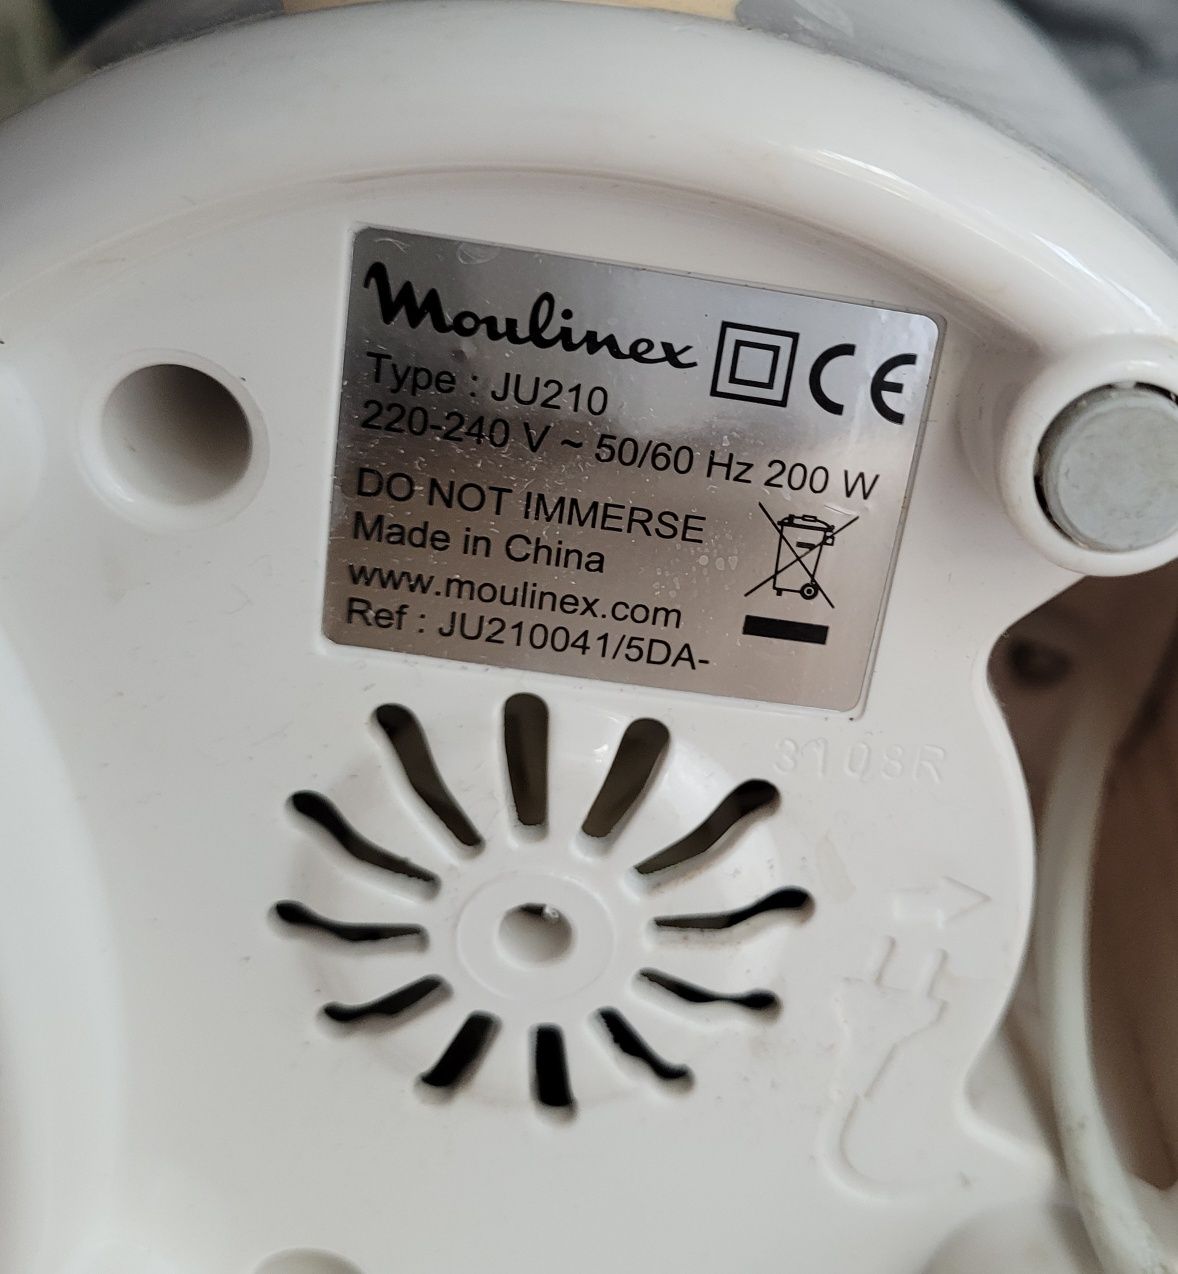 Moulinex CE
Type : JU210
220-240 V ~ 50/60 Hz 200 W
DO NOT IMMERSE
Made in China
www.moulinex.com
Ref : JU210041/5DA-
3108R